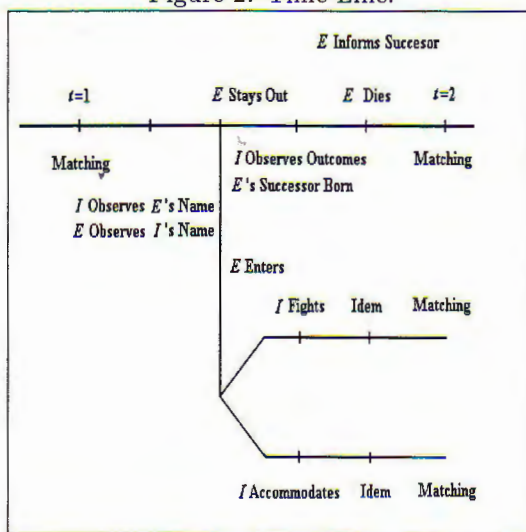 Figure 2: Time Line.
E Informs Succesor
t=1 E Stays Out E Dies t=2
Matching I Observes Outcomes Matching
E's Successor Born
I Observes E's Name
E Observes I's Name
E Enters
I Fights Idem Matching
I Accommodates Idem Matching